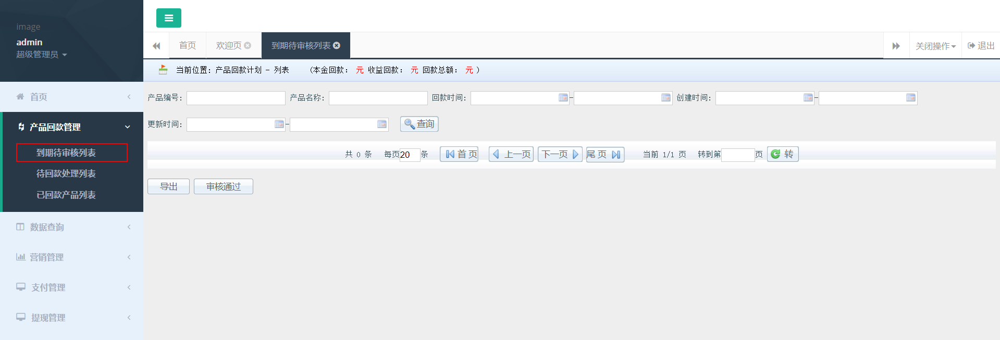 image
admin
超级管理员
首页
产品回款管理
到期待审核列表
待回款处理列表
已回款产品列表
数据查询
营销管理
支付管理
提现管理
首页 欢迎页 到期待审核列表 关闭操作 退出
当前位置: 产品回款计划 - 列表 (本金回款: 元 收益回款: 元 回款总额: 元 )
产品编号: 产品名称: 回款时间: - 创建时间: -
更新时间: - 查询
共 0 条 每页20条 首 页 上一页 下一页 尾 页 当前 1/1 页 转到第 页 转
导出 审核通过